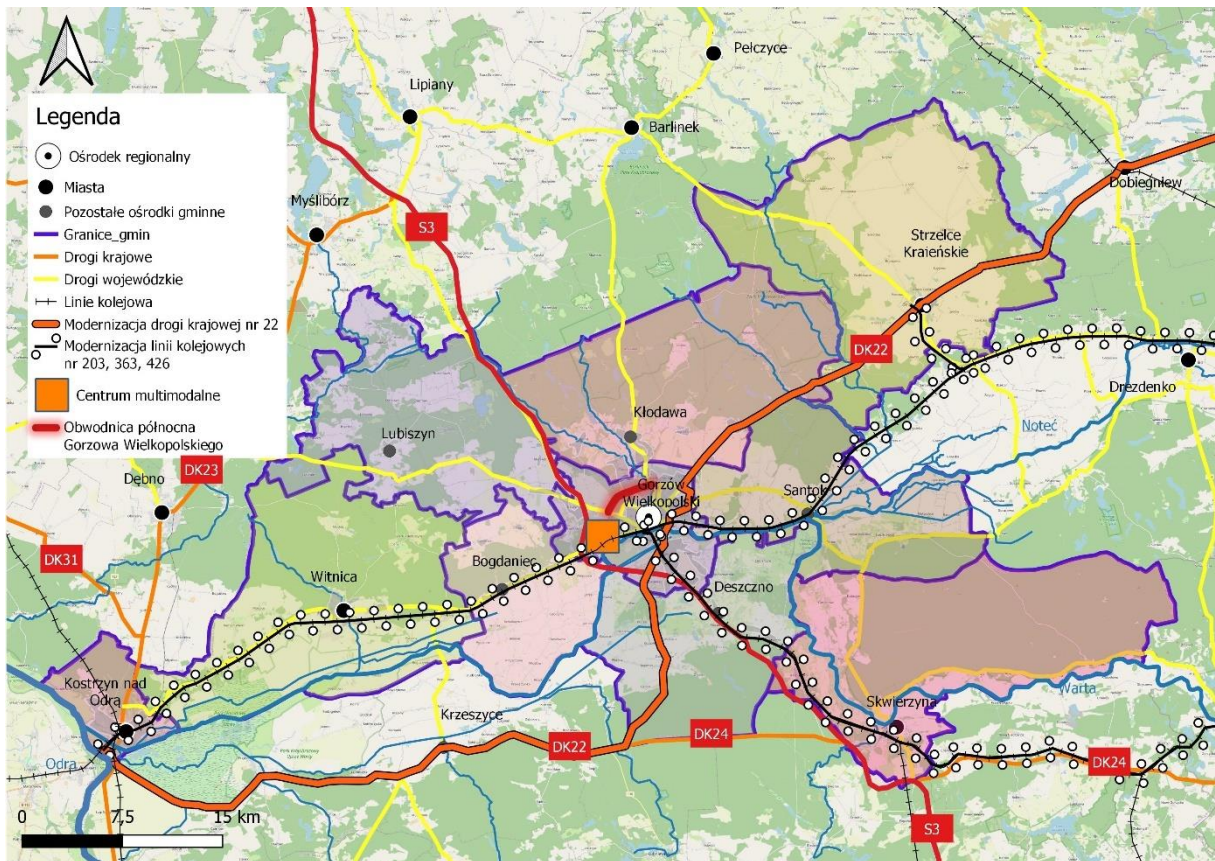 Pełczyce
Lipiany
Barlinek
Legenda
Ośrodek regionalny
Miasta
Pozostałe ośrodki gminne
Granice_gmin
Drogi krajowe
Drogi wojewódzkie
Linie kolejowa
Modernizacja drogi krajowej nr 22
Modernizacja linii kolejowych
nr 203, 363, 426
Centrum multimodalne
Obwodnica północna
Gorzowa Wielkopolskiego
Myślibórz
S3
Dobiegniew
Strzelce
Kraieńskie
DK22
Drezdenko
Noteć
Kłodawa
Lubiszyn
DK23
Dębno
Gorzów
Wielkopolski
Santok
DK31
Witnica
Bogdaniec
Deszczno
Kostrzyn nad
Odrą
Skwierzyna
Warta
Krzeszyce
DK22
DK24
Odra
DK24
S3
0 7,5 15 km